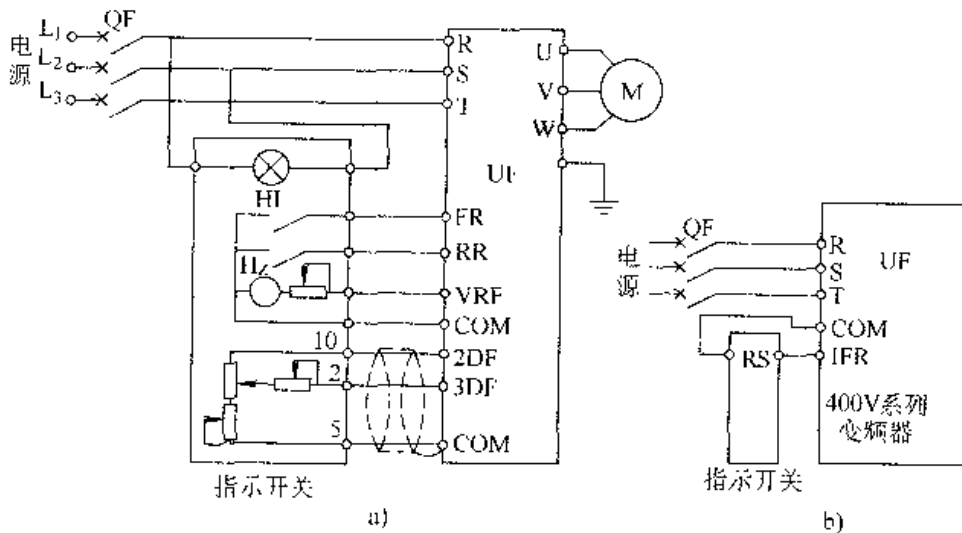 电源
L1
L2
L3
QF
R
S
T
U
V
W
M
UF
HI
FR
RR
Hz
VRF
COM
10
2DF
2
3DF
5
COM
指示开关
a)
电源
QF
R
S
T
UF
COM
RS
IFR
400V系列
变频器
指示开关
b)